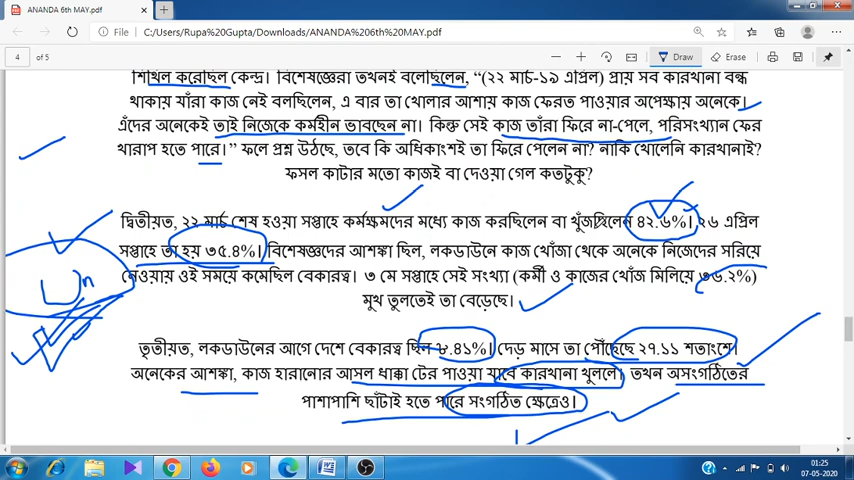 ANANDA 6th MAY.pdf
File | C:/Users/Rupa%20Gupta/Downloads/ANANDA%206th%20MAY.pdf
4 of 5
Draw
Erase
শিথিল করেছিল কেন্দ্র। বিশেষজ্ঞেরা তখনই বলেছিলেন, “(২২ মার্চ-১৯ এপ্রিল) প্রায় সব কারখানা বন্ধ
থাকায় যাঁরা কাজ নেই বলছিলেন, এ বার তা খোলার আশায় কাজ ফেরত পাওয়ার অপেক্ষায় অনেকে।
এঁদের অনেকেই তাই নিজেকে কর্মহীন ভাবছেন না। কিন্তু সেই কাজ তাঁরা ফিরে না-পেলে, পরিসংখ্যান ফের
খারাপ হতে পারে।” ফলে প্রশ্ন উঠছে, তবে কি অধিকাংশই তা ফিরে পেলেন না? নাকি খোলেনি কারখানাই?
ফসল কাটার মতো কাজই বা দেওয়া গেল কতটুকু?
দ্বিতীয়ত, ২২ মার্চ শেষ হওয়া সপ্তাহে কর্মক্ষমদের মধ্যে কাজ করছিলেন বা খুঁজছিলেন ৪২.৬%। ২৬ এপ্রিল
সপ্তাহে তা হয় ৩৫.৪%। বিশেষজ্ঞদের আশঙ্কা ছিল, লকডাউনে কাজ খোঁজা থেকে অনেকে নিজেদের সরিয়ে
নেওয়ায় ওই সময়ে কমেছিল বেকারত্ব। ৩ মে সপ্তাহে সেই সংখ্যা (কর্মী ও কাজের খোঁজ মিলিয়ে ৩৬.২%)
মুখ তুলতেই তা বেড়েছে।
তৃতীয়ত, লকডাউনের আগে দেশে বেকারত্ব ছিল ৮.৪১%। দেড় মাসে তা পৌঁছেছে ২৭.১১ শতাংশে।
অনেকের আশঙ্কা, কাজ হারানোর আসল ধাক্কা টের পাওয়া যাবে কারখানা খুললে। তখন অসংগঠিতের
পাশাপাশি ছাঁটাই হতে পারে সংগঠিত ক্ষেত্রেও।
01:25
07-05-2020